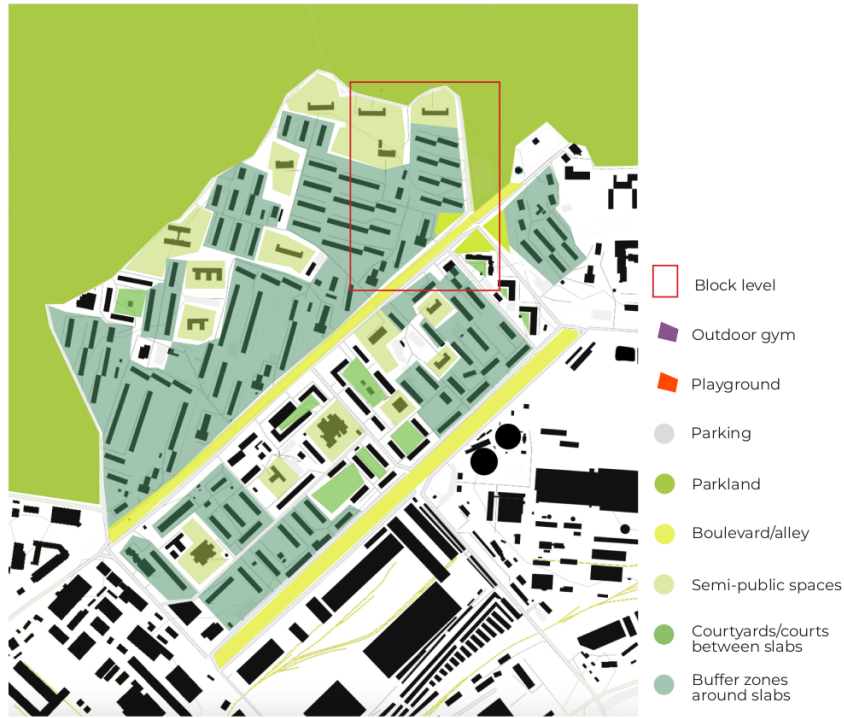 Block level
Outdoor gym
Playground
Parking
Parkland
Boulevard/alley
Semi-public spaces
Courtyards/courts
between slabs
Buffer zones
around slabs